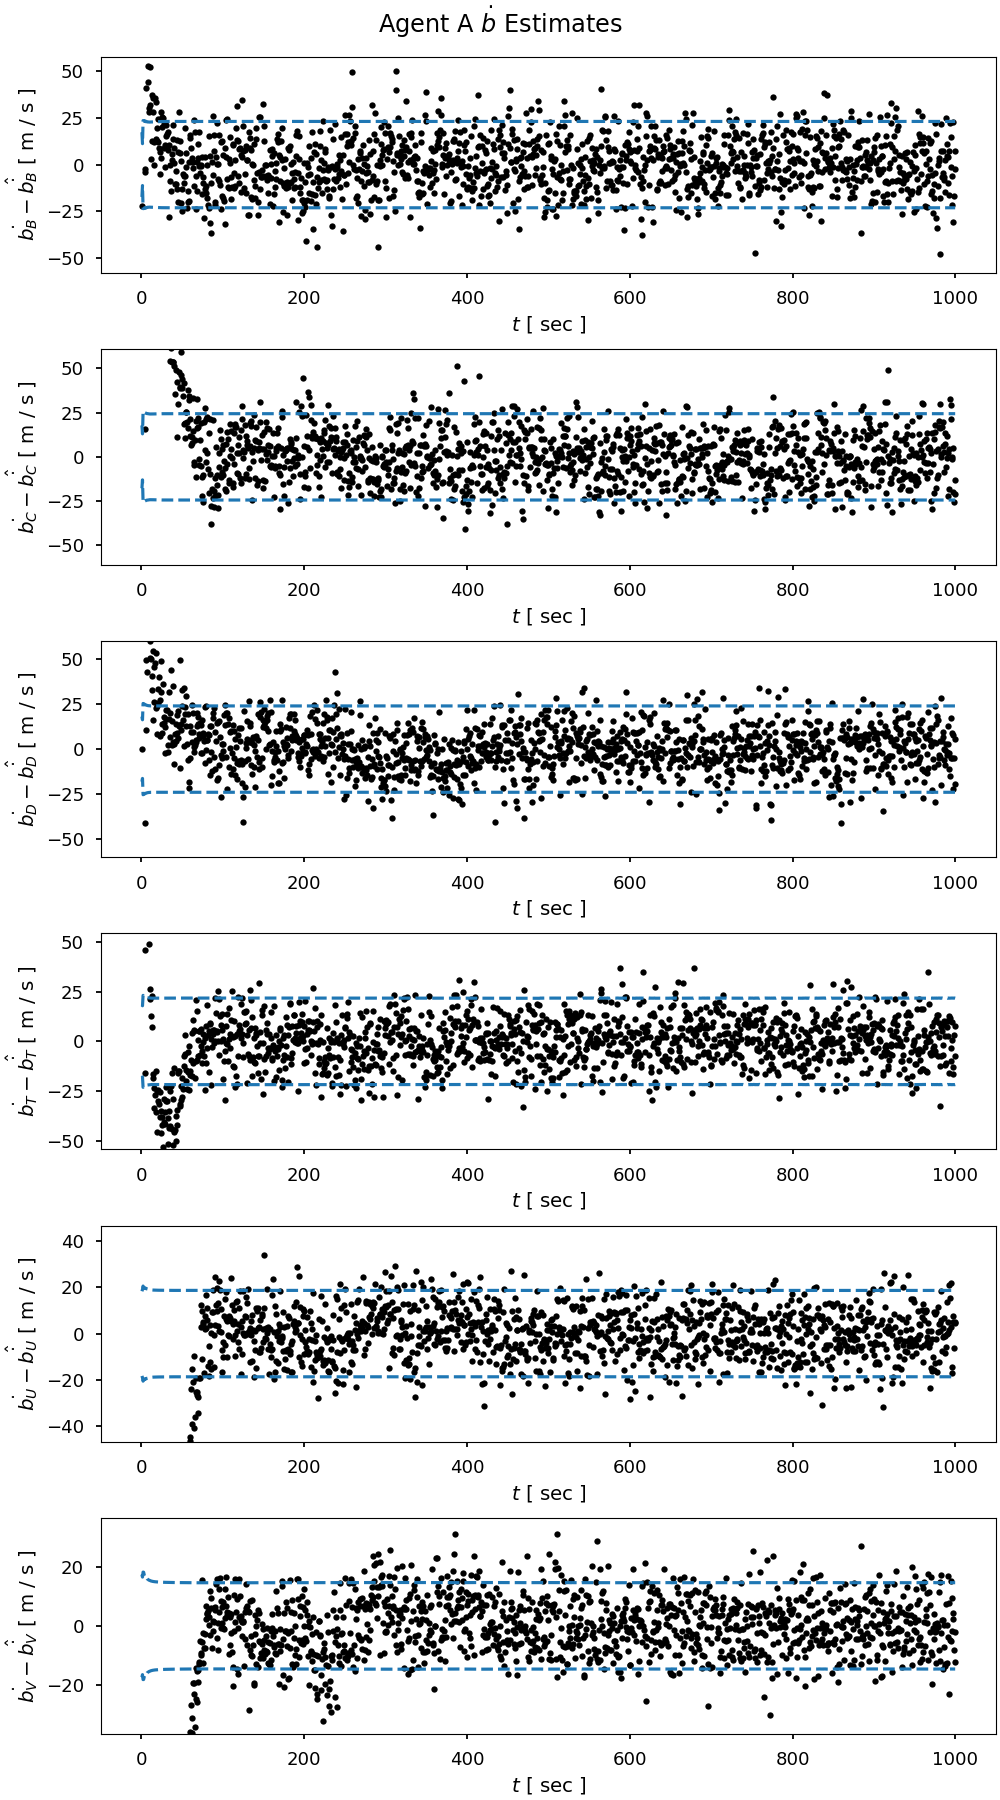 Agent A ḃ Estimates
ḃ_B − ḃ̂_B [ m / s ]
50
25
0
−25
−50
0 200 400 600 800 1000
t [ sec ]
ḃ_C − ḃ̂_C [ m / s ]
50
25
0
−25
−50
0 200 400 600 800 1000
t [ sec ]
ḃ_D − ḃ̂_D [ m / s ]
50
25
0
−25
−50
0 200 400 600 800 1000
t [ sec ]
ḃ_T − ḃ̂_T [ m / s ]
50
25
0
−25
−50
0 200 400 600 800 1000
t [ sec ]
ḃ_U − ḃ̂_U [ m / s ]
40
20
0
−20
−40
0 200 400 600 800 1000
t [ sec ]
ḃ_V − ḃ̂_V [ m / s ]
20
0
−20
0 200 400 600 800 1000
t [ sec ]